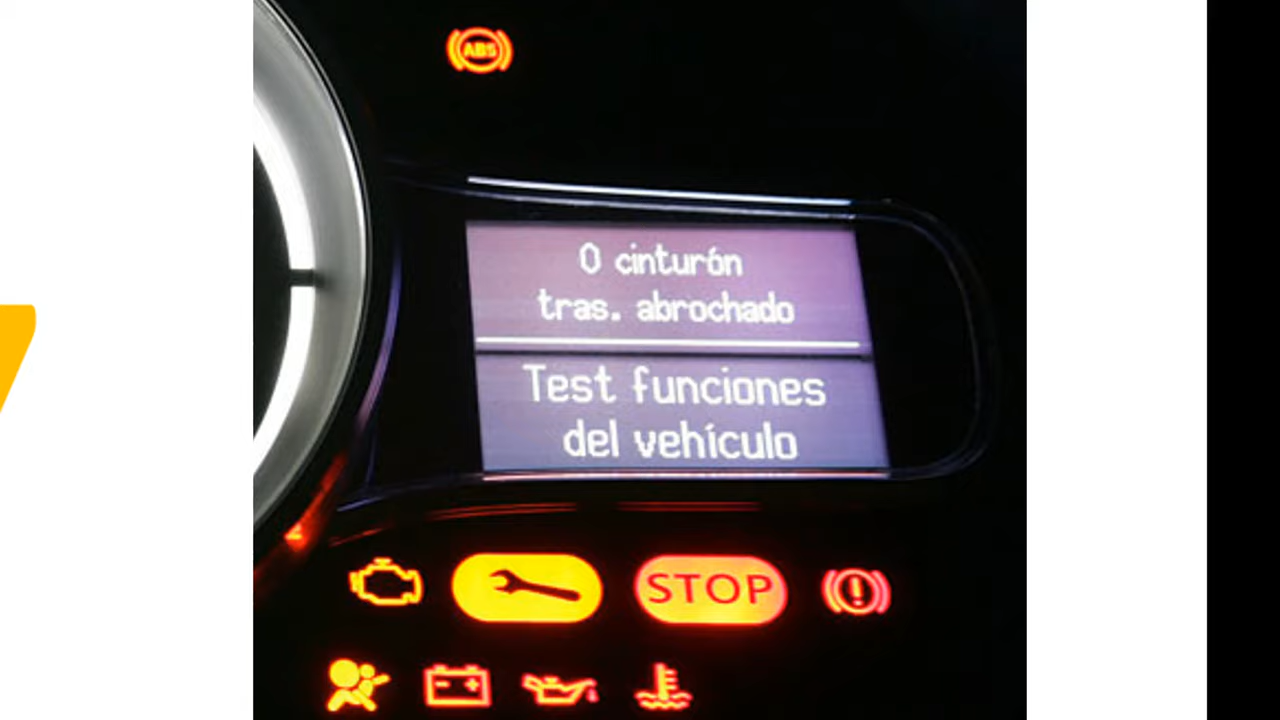 ABS
0 cinturón
tras. abrochado
Test funciones
del vehículo
STOP